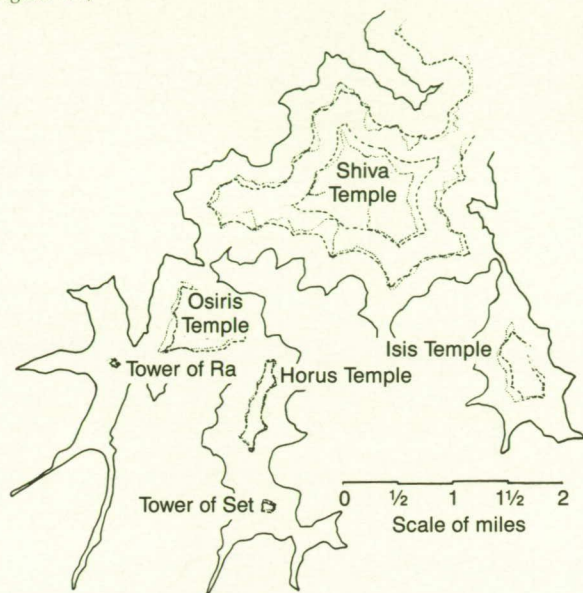 Shiva
Temple
Osiris
Temple
Isis Temple
Tower of Ra
Horus Temple
Tower of Set
0 ½ 1 1½ 2
Scale of miles